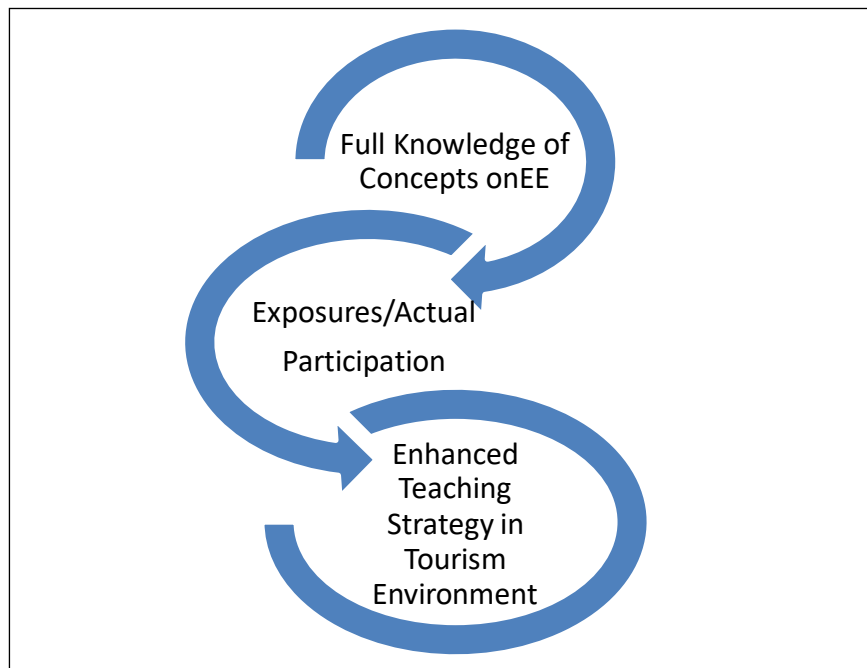 Full Knowledge of
Concepts onEE
Exposures/Actual
Participation
Enhanced
Teaching
Strategy in
Tourism
Environment